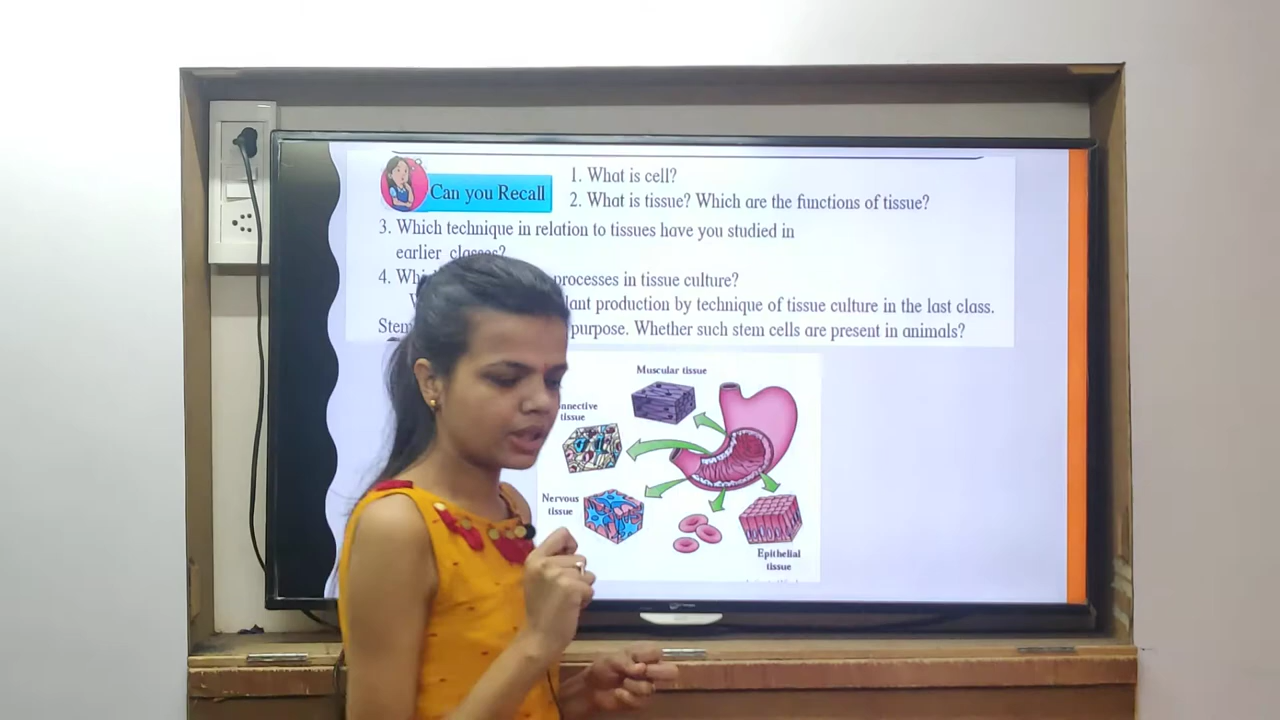 Can you Recall
1. What is cell?
2. What is tissue? Which are the functions of tissue?
3. Which technique in relation to tissues have you studied in
earlier classes?
4. processes in tissue culture?
production by technique of tissue culture in the last class.
Stem purpose. Whether such stem cells are present in animals?
Muscular tissue
tissue
Nervous
tissue
Epithelial
tissue